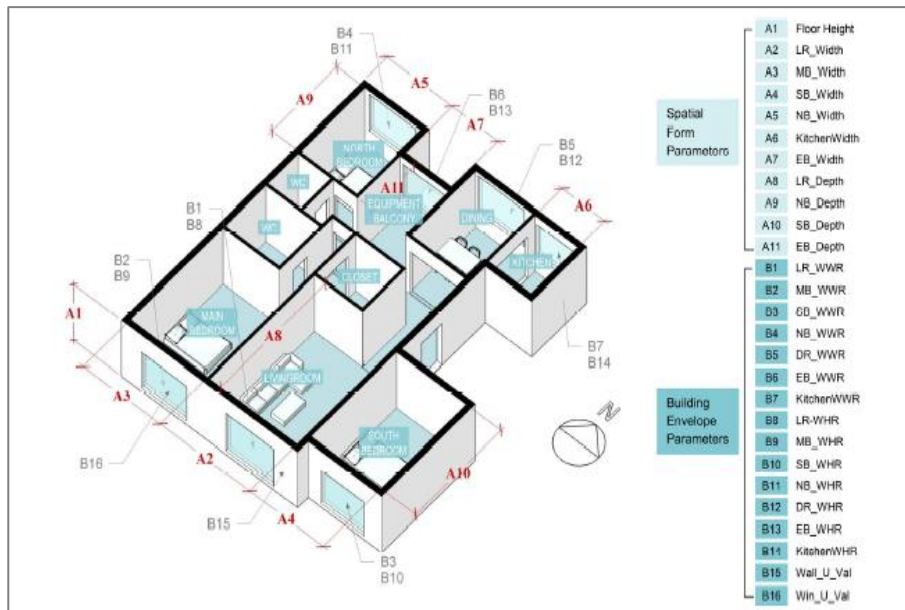 B4
B11
A5
A9
B6
B13
A7
B5
B12
NORTH
BEDROOM
WC
A11
EQUIPMENT
BALCONY
A6
DINING
B1
B8
WC
KITCHEN
B2
B9
CLOSET
A1
MAIN
BEDROOM
A8
B7
B14
LIVINGROOM
A3
N
SOUTH
BEDROOM
B16
A2
A10
B15
A4
B3
B10
Spatial
Form
Parameters
A1 Floor Height
A2 LR_Width
A3 MB_Width
A4 SB_Width
A5 NB_Width
A6 KitchenWidth
A7 EB_Width
A8 LR_Depth
A9 NB_Depth
A10 SB_Depth
A11 EB_Depth
Building
Envelope
Parameters
B1 LR_WWR
B2 MB_WWR
B3 SB_WWR
B4 NB_WWR
B5 DR_WWR
B6 EB_WWR
B7 KitchenWWR
B8 LR-WHR
B9 MB_WHR
B10 SB_WHR
B11 NB_WHR
B12 DR_WHR
B13 EB_WHR
B14 KitchenWHR
B15 Wall_U_Val
B16 Win_U_Val